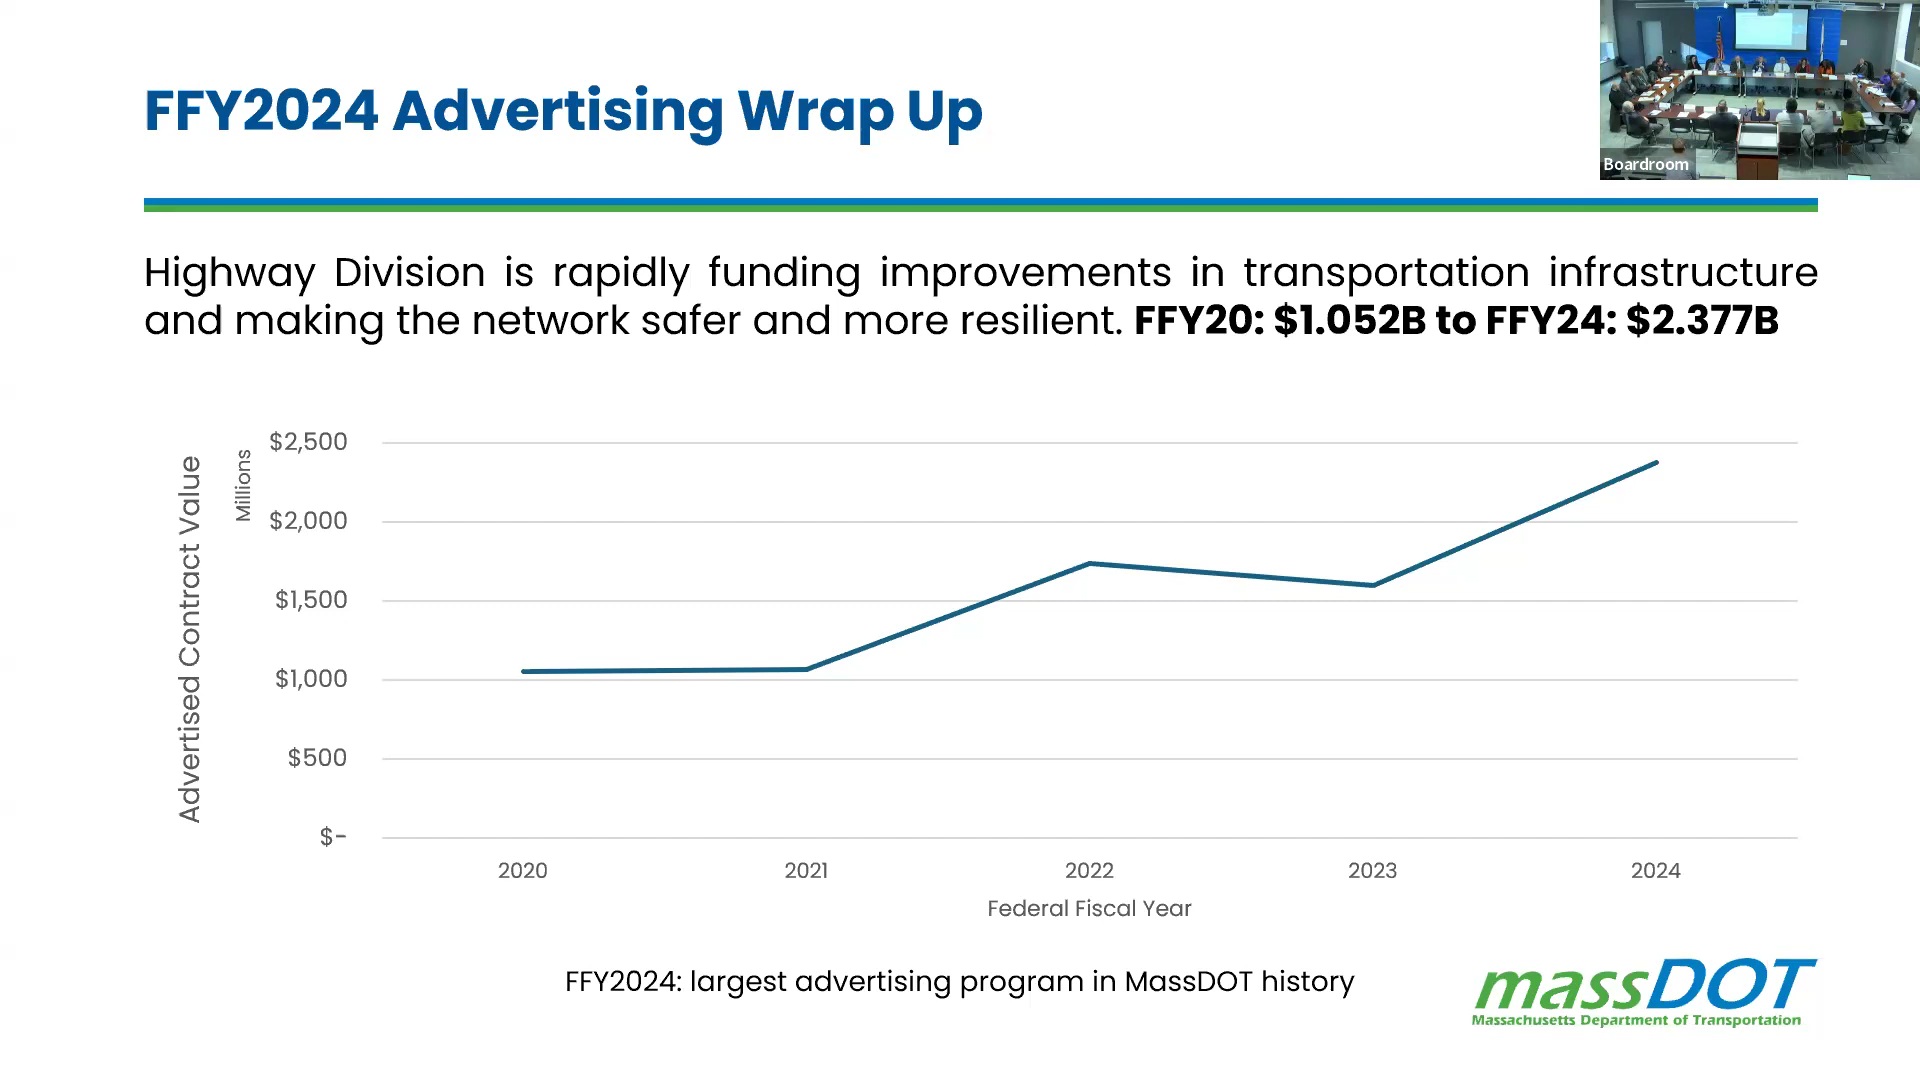 FFY2024 Advertising Wrap Up
Boardroom
Highway Division is rapidly funding improvements in transportation infrastructure
and making the network safer and more resilient. FFY20: $1.052B to FFY24: $2.377B
Advertised Contract Value
Millions
$2,500
$2,000
$1,500
$1,000
$500
$-
2020 2021 2022 2023 2024
Federal Fiscal Year
FFY2024: largest advertising program in MassDOT history
massDOT
Massachusetts Department of Transportation